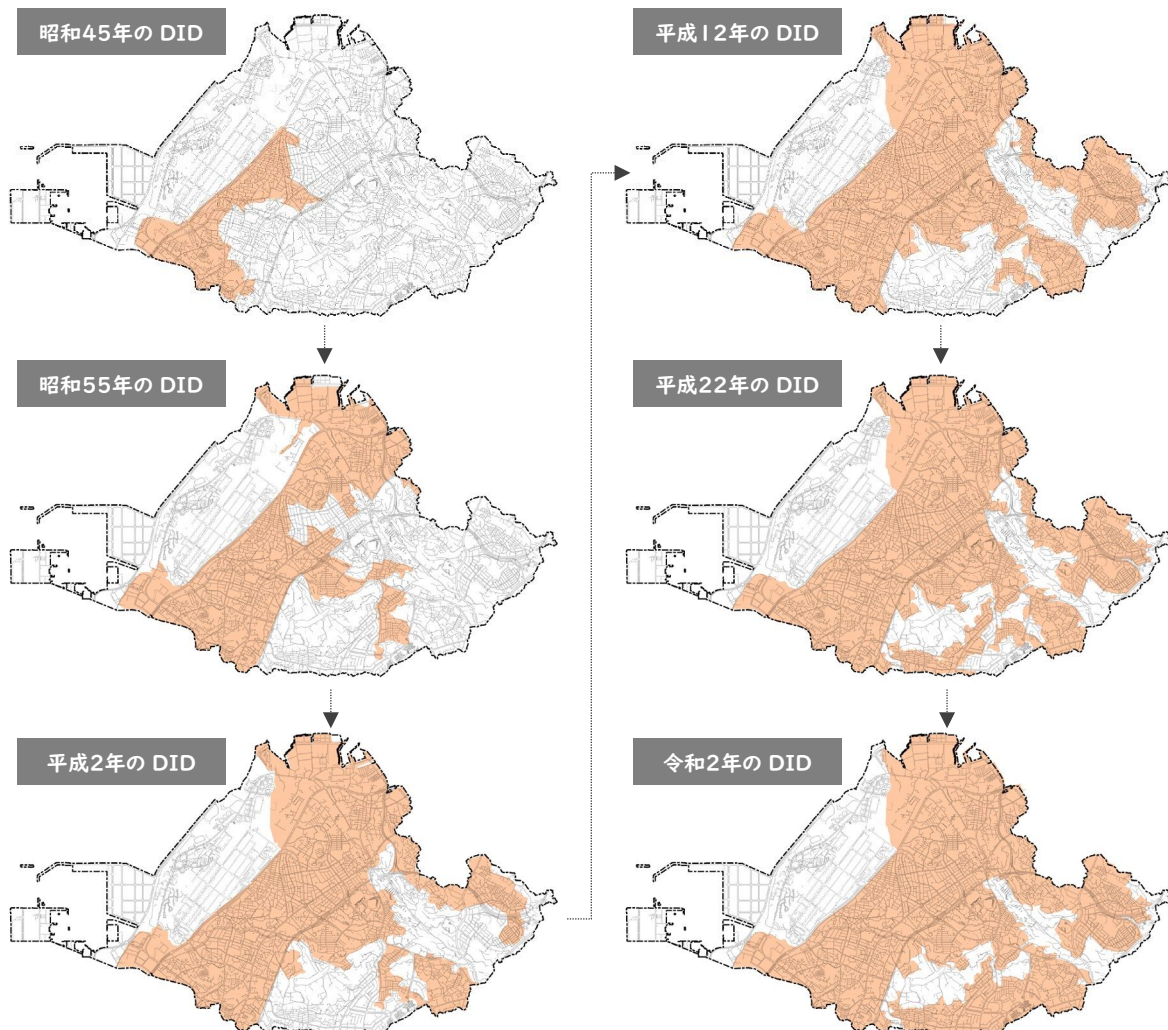 昭和45年の DID
昭和55年の DID
平成2年の DID
平成12年の DID
平成22年の DID
令和2年の DID